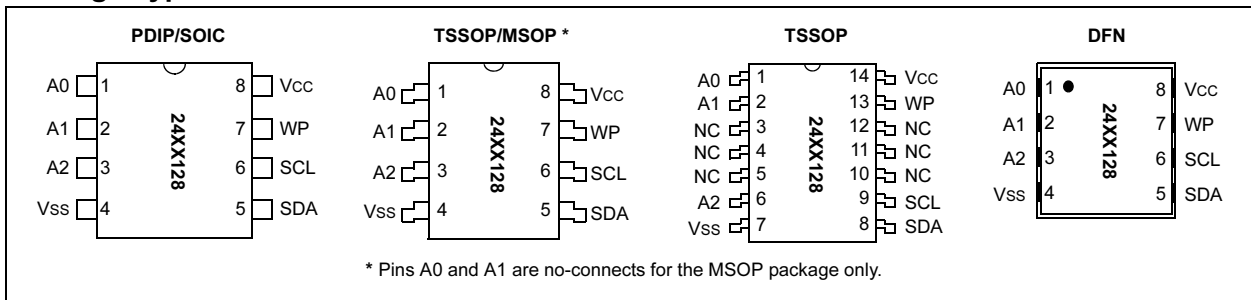 PDIP/SOIC
A0 1 8 VCC
A1 2 7 WP
A2 3 6 SCL
VSS 4 5 SDA
24XX128
TSSOP/MSOP *
A0 1 8 VCC
A1 2 7 WP
A2 3 6 SCL
VSS 4 5 SDA
24XX128
TSSOP
A0 1 14 VCC
A1 2 13 WP
NC 3 12 NC
NC 4 11 NC
NC 5 10 NC
A2 6 9 SCL
VSS 7 8 SDA
24XX128
DFN
A0 1 8 VCC
A1 2 7 WP
A2 3 6 SCL
VSS 4 5 SDA
24XX128
* Pins A0 and A1 are no-connects for the MSOP package only.